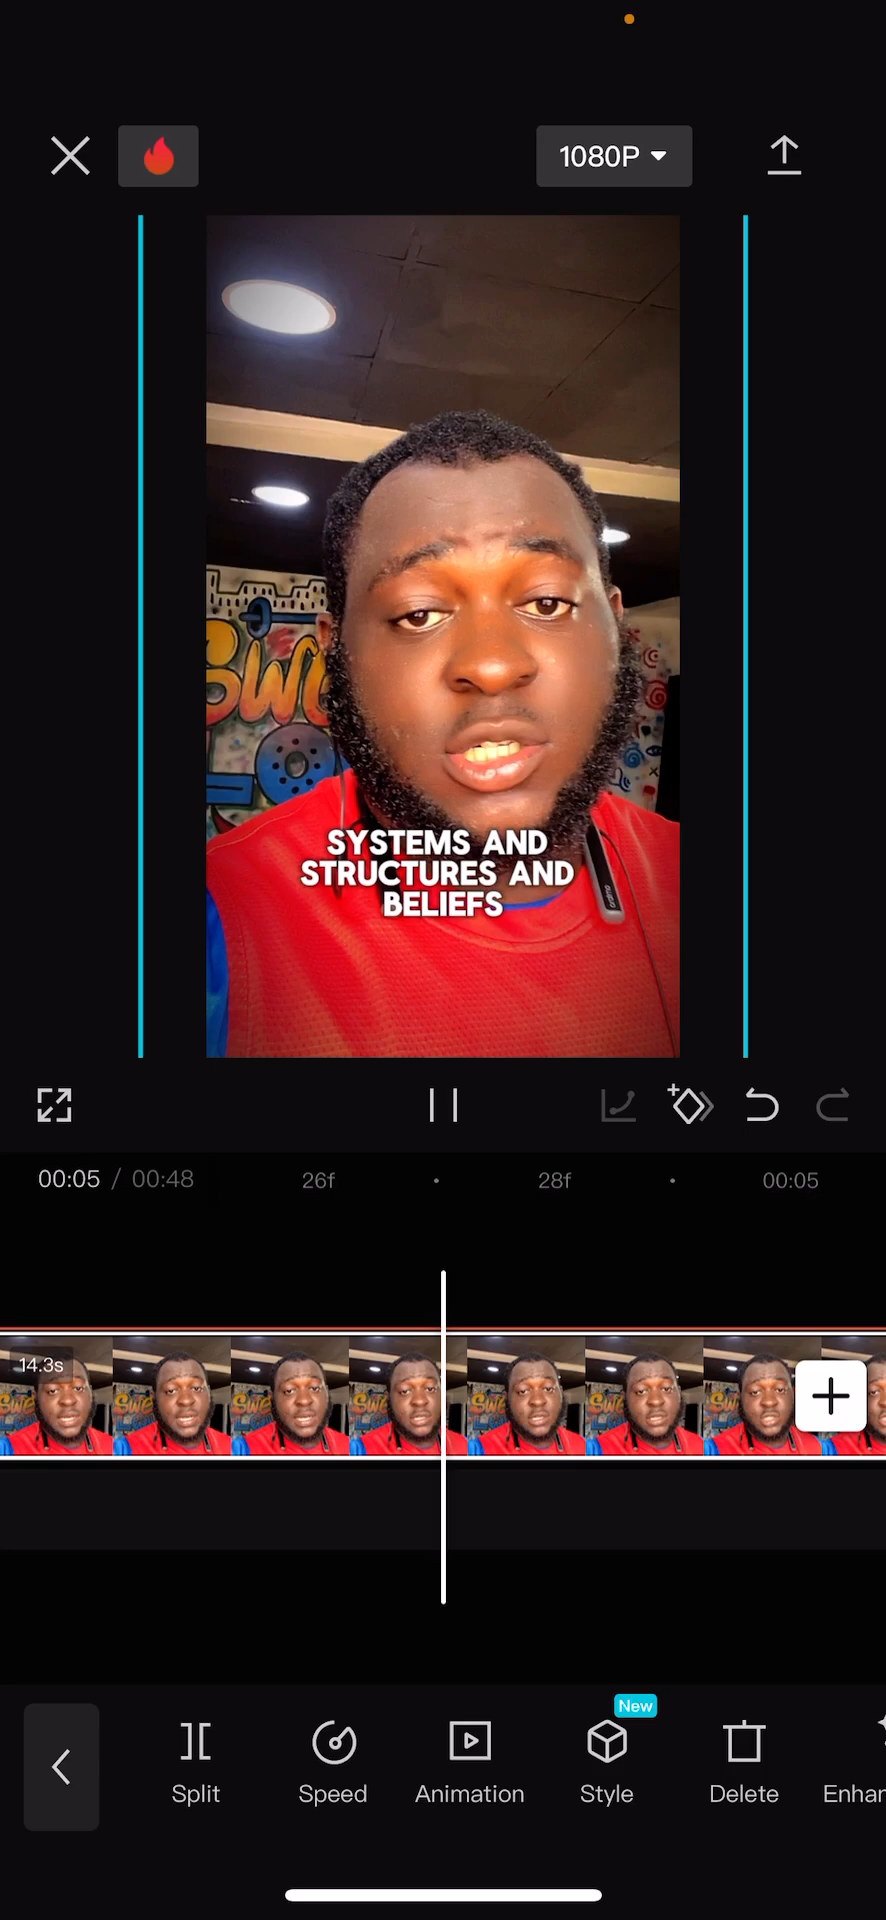 1080P
SYSTEMS AND
STRUCTURES AND
BELIEFS
00:05 / 00:48
26f
28f
00:05
14.3s
New
Split
Speed
Animation
Style
Delete
Enhan